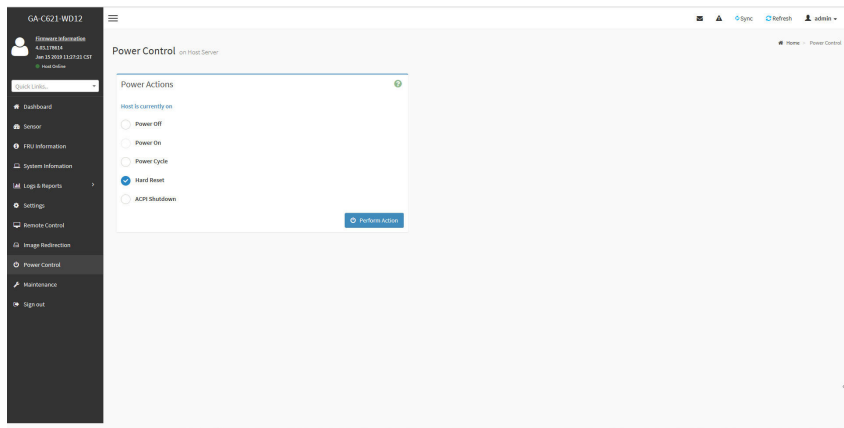 GA-C621-WD12
Sync
Refresh
admin
Firmware Information
4.03.178614
Jan 15 2019 11:27:21 CST
Host Online
Quick Links...
Dashboard
Sensor
FRU Information
System Infomation
Logs & Reports
Settings
Remote Control
Image Redirection
Power Control
Maintenance
Sign out
Power Control on Host Server
Home > Power Control
Power Actions
Host is currently on
Power Off
Power On
Power Cycle
Hard Reset
ACPI Shutdown
Perform Action